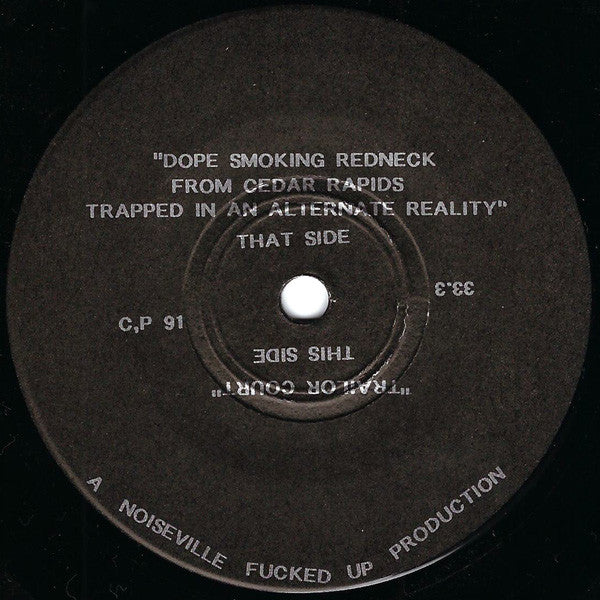 "DOPE SMOKING REDNECK
FROM CEDAR RAPIDS
TRAPPED IN AN ALTERNATE REALITY"
THAT SIDE
33.3
C,P 91
THIS SIDE
"TRAILOR COURT"
A NOISEVILLE FUCKED UP PRODUCTION